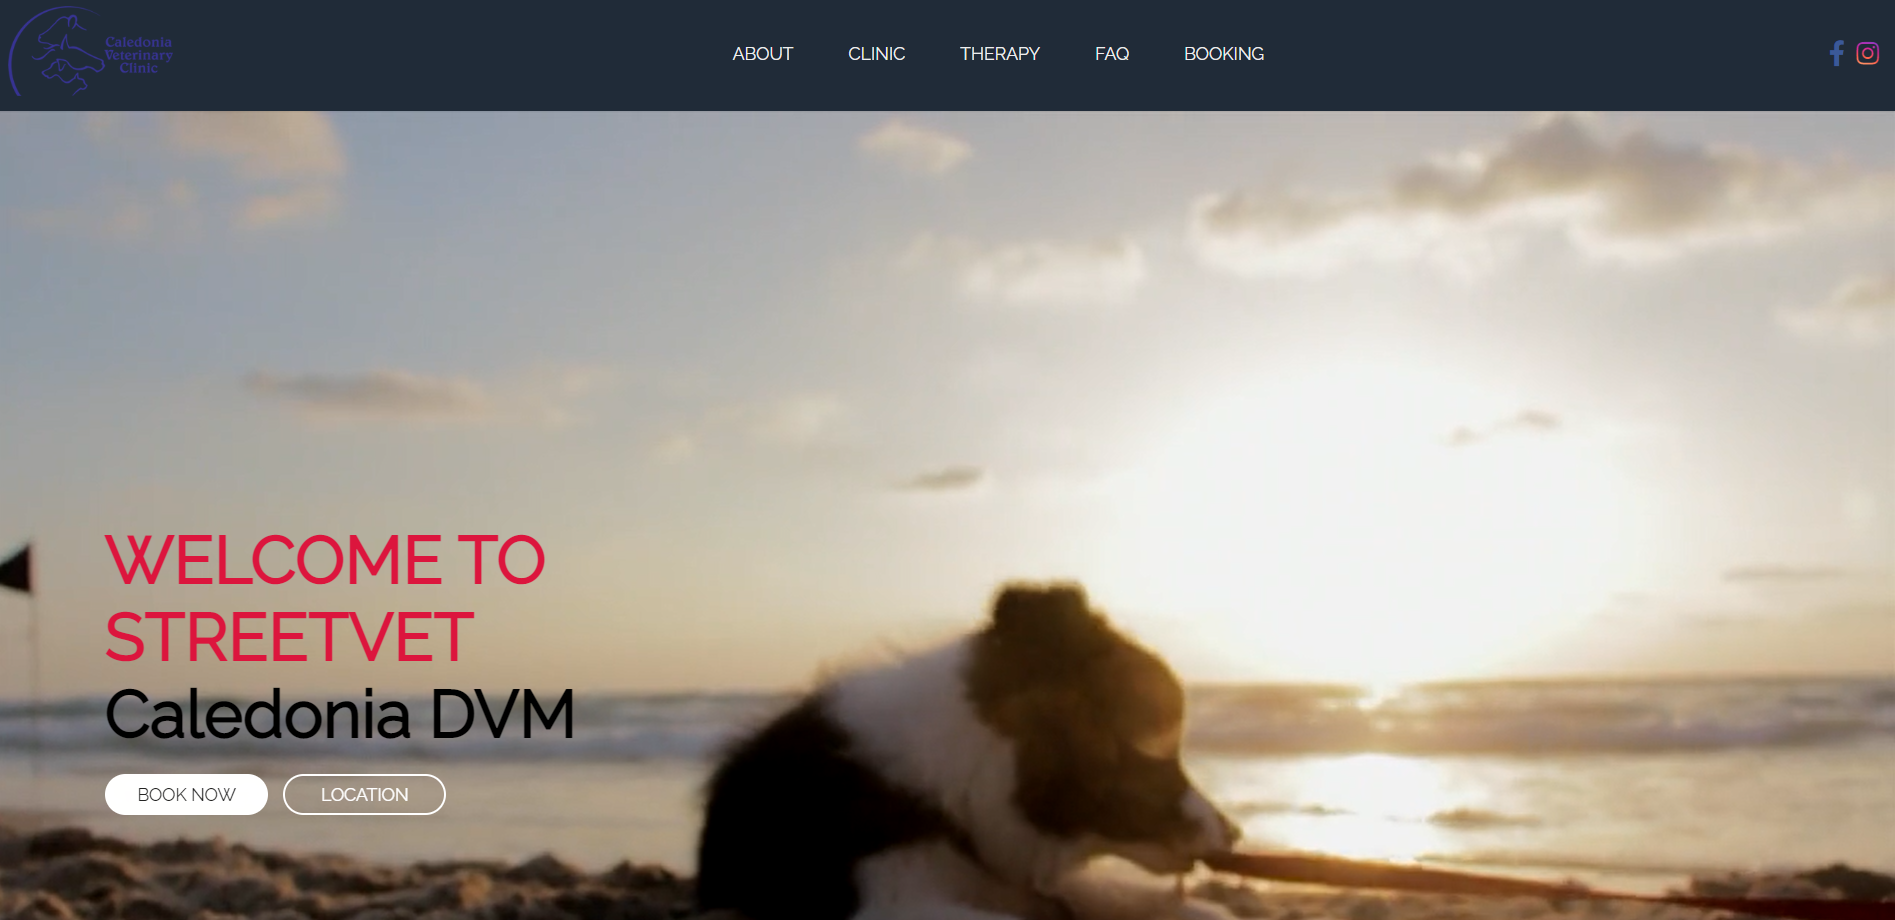 Caledonia
Veterinary
Clinic
ABOUT
CLINIC
THERAPY
FAQ
BOOKING
WELCOME TO
STREETVET
Caledonia DVM
BOOK NOW
LOCATION